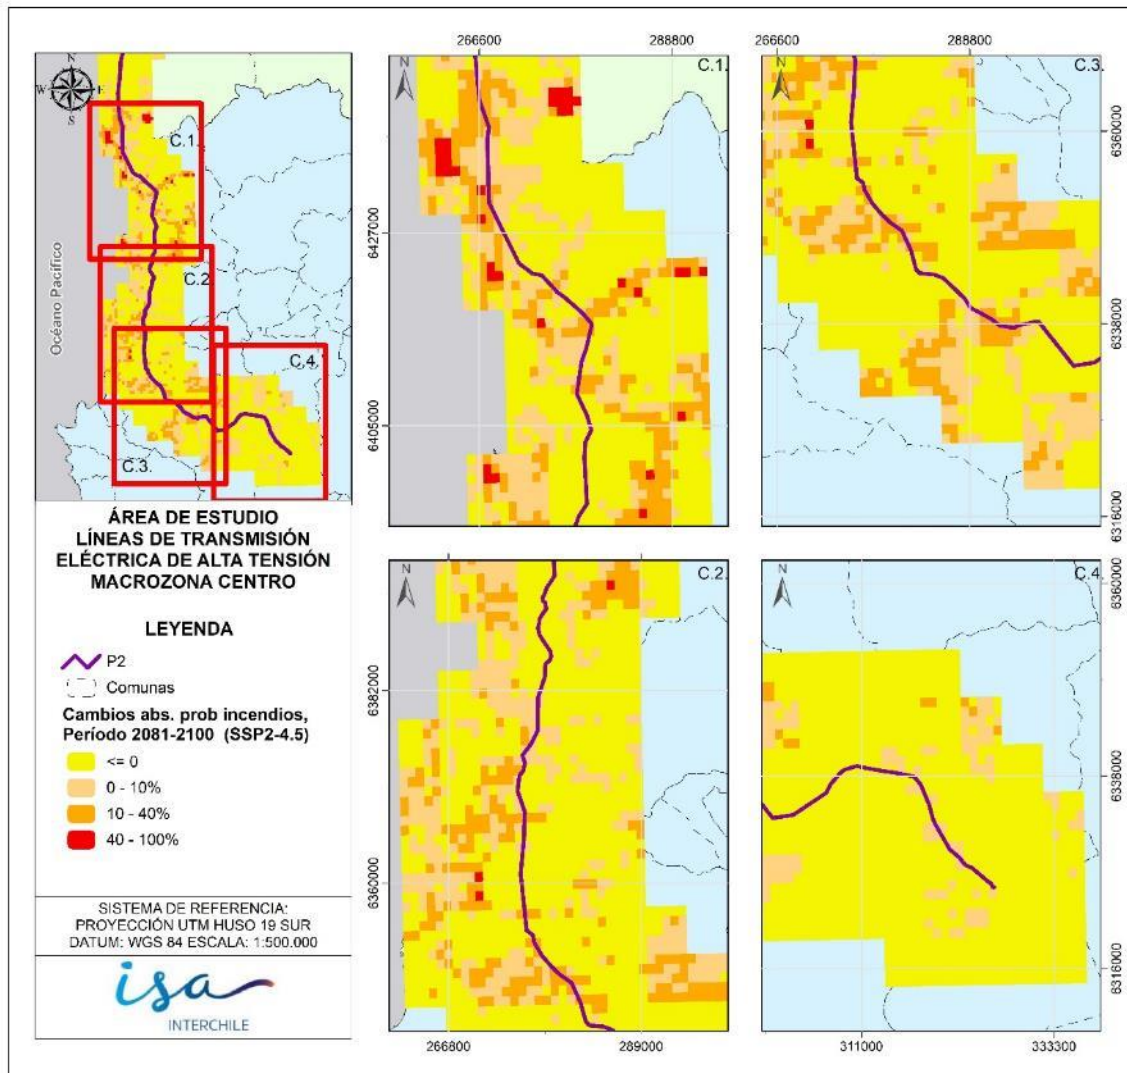 N
W
E
S
Océano Pacífico
C.1.
C.2
C.3.
C.4.
ÁREA DE ESTUDIO
LÍNEAS DE TRANSMISIÓN
ELÉCTRICA DE ALTA TENSIÓN
MACROZONA CENTRO
LEYENDA
P2
Comunas
Cambios abs. prob incendios,
Período 2081-2100 (SSP2-4.5)
<= 0
0 - 10%
10 - 40%
40 - 100%
SISTEMA DE REFERENCIA:
PROYECCIÓN UTM HUSO 19 SUR
DATUM: WGS 84 ESCALA: 1:500.000
isa
INTERCHILE
266600
288800
C.1.
N
6427000
6405000
266600
288800
C.3.
N
6360000
6338000
6316000
C.2.
N
6382000
6360000
266800
289000
C.4.
N
6360000
6338000
6316000
311000
333300